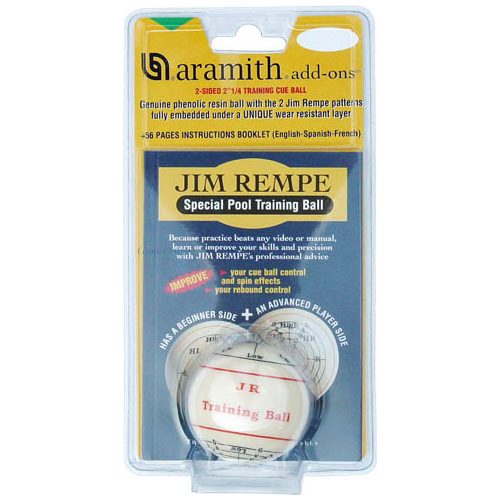 aramith add-ons™
2-SIDED 2"1/4 TRAINING CUE BALL
Genuine phenolic resin ball with the 2 Jim Rempe patterns
fully embedded under a UNIQUE wear resistant layer
+56 PAGES INSTRUCTIONS BOOKLET (English-Spanish-French)
JIM REMPE
Special Pool Training Ball
Because practice beats any video or manual,
learn or improve your skills and precision
with JIM REMPE's professional advice
IMPROVE
your cue ball control
and spin effects
your rebound control
HAS A BEGINNER SIDE + AN ADVANCED PLAYER SIDE
High
LOW
JR
Training Ball
LOW